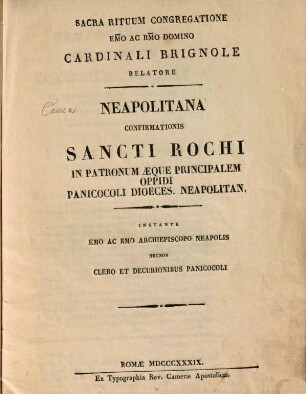 SACRA RITUUM CONGREGATIONE
EM̃O AC RM̃O DOMINO
CARDINALI BRIGNOLE
RELATORE
NEAPOLITANA
CONFIRMATIONIS
SANCTI ROCHI
IN PATRONUM ÆQUE PRINCIPALEM
OPPIDI
PANICOCOLI DIOECES. NEAPOLITAN.
INSTANTE
EMO AC RMO ARCHIEPISCOPO NEAPOLIS
NECNON
CLERO ET DECURIONIBUS PANICOCOLI
ROMÆ MDCCCXXXIX.
Ex Typographia Rev. Cameræ Apostolicæ.